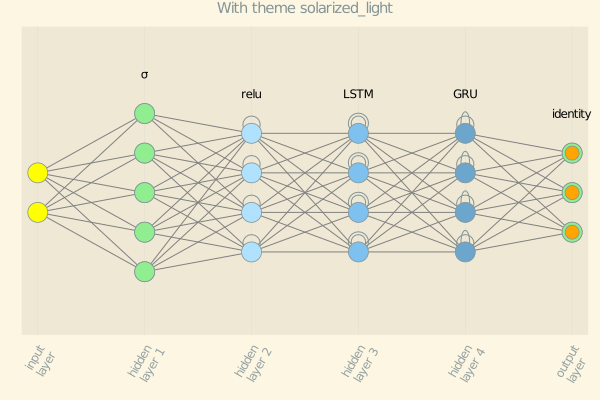 With theme solarized_light
σ
relu
LSTM
GRU
identity
input
layer
hidden
layer 1
hidden
layer 2
hidden
layer 3
hidden
layer 4
output
layer